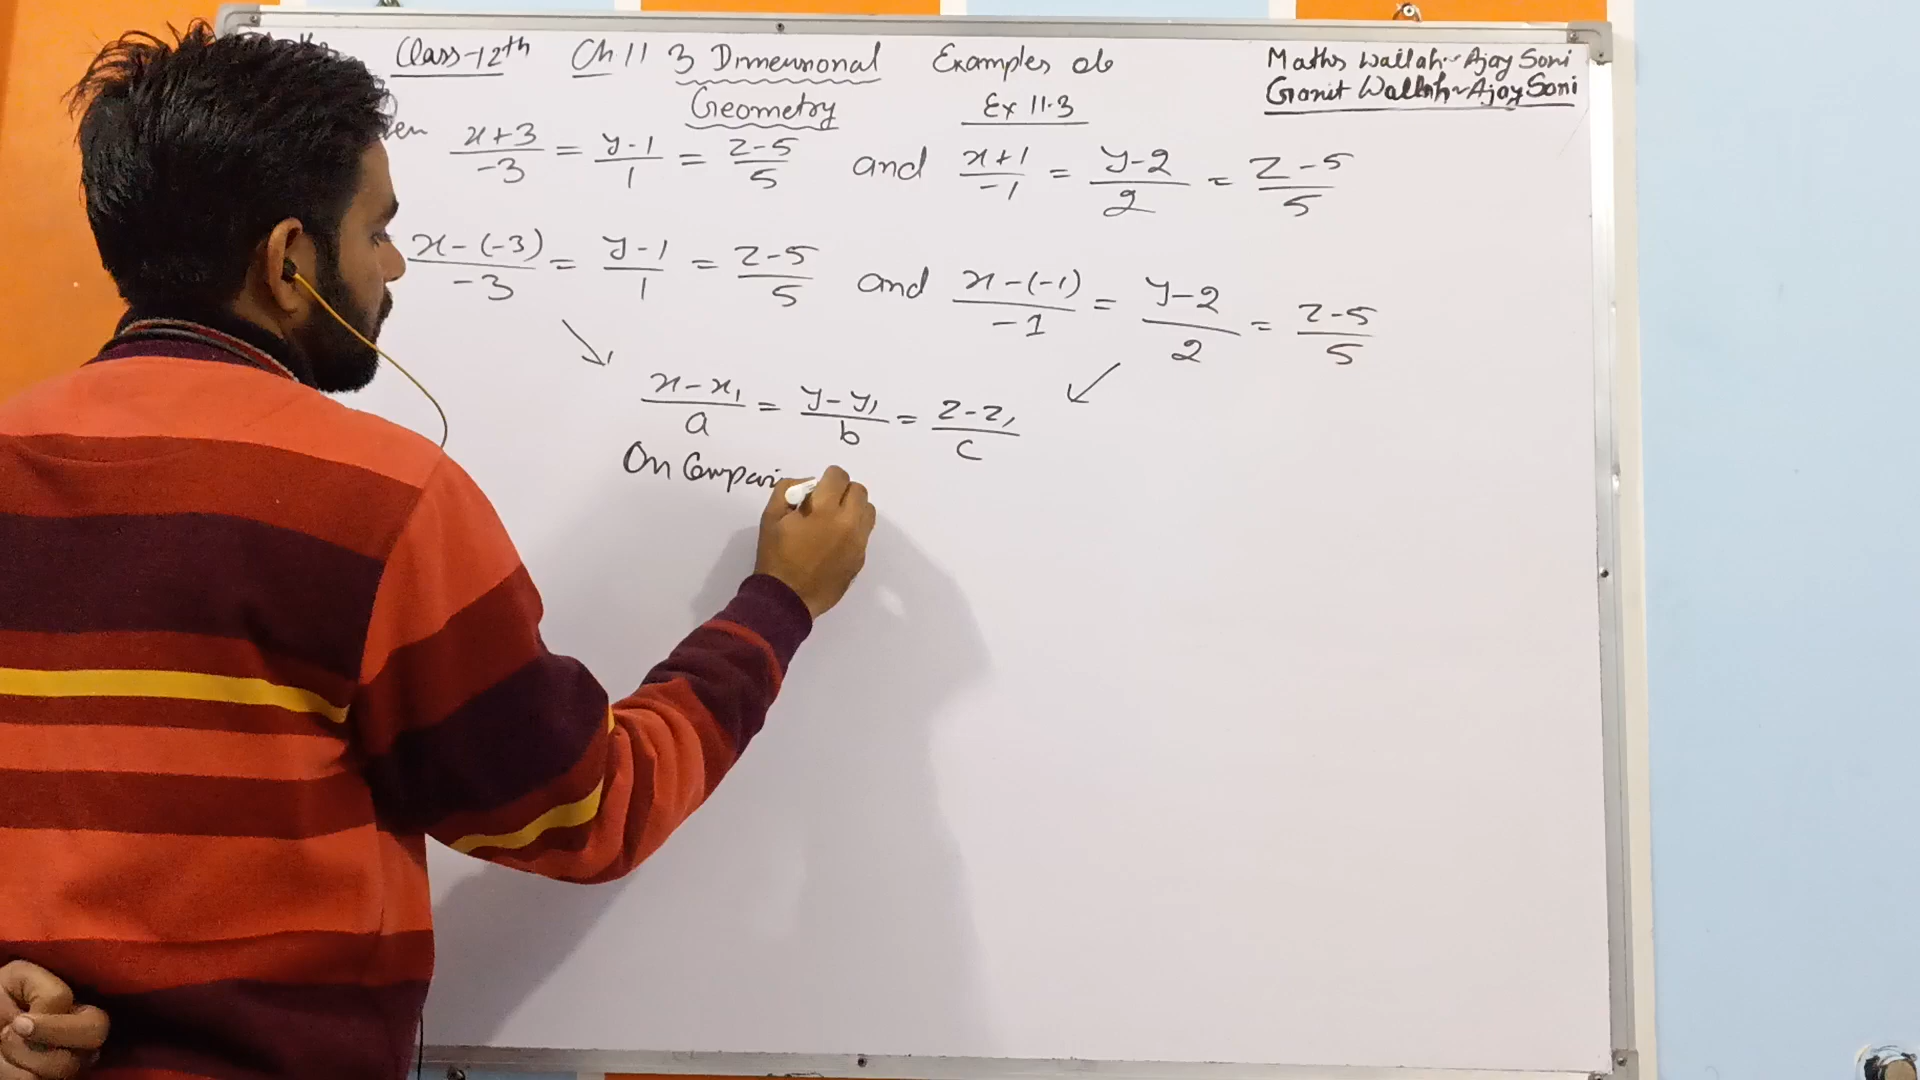 Class-12th Ch 11 3 Dimensional Geometry
Examples of Ex 11.3
Maths Wallah-Ajay Soni
Ganit Wallah-Ajay Soni
x+3/-3 = y-1/1 = z-5/5 and x+1/-1 = y-2/2 = z-5/5
x-(-3)/-3 = y-1/1 = z-5/5 and x-(-1)/-1 = y-2/2 = z-5/5
x-x₁/a = y-y₁/b = z-z₁/c
On Compari